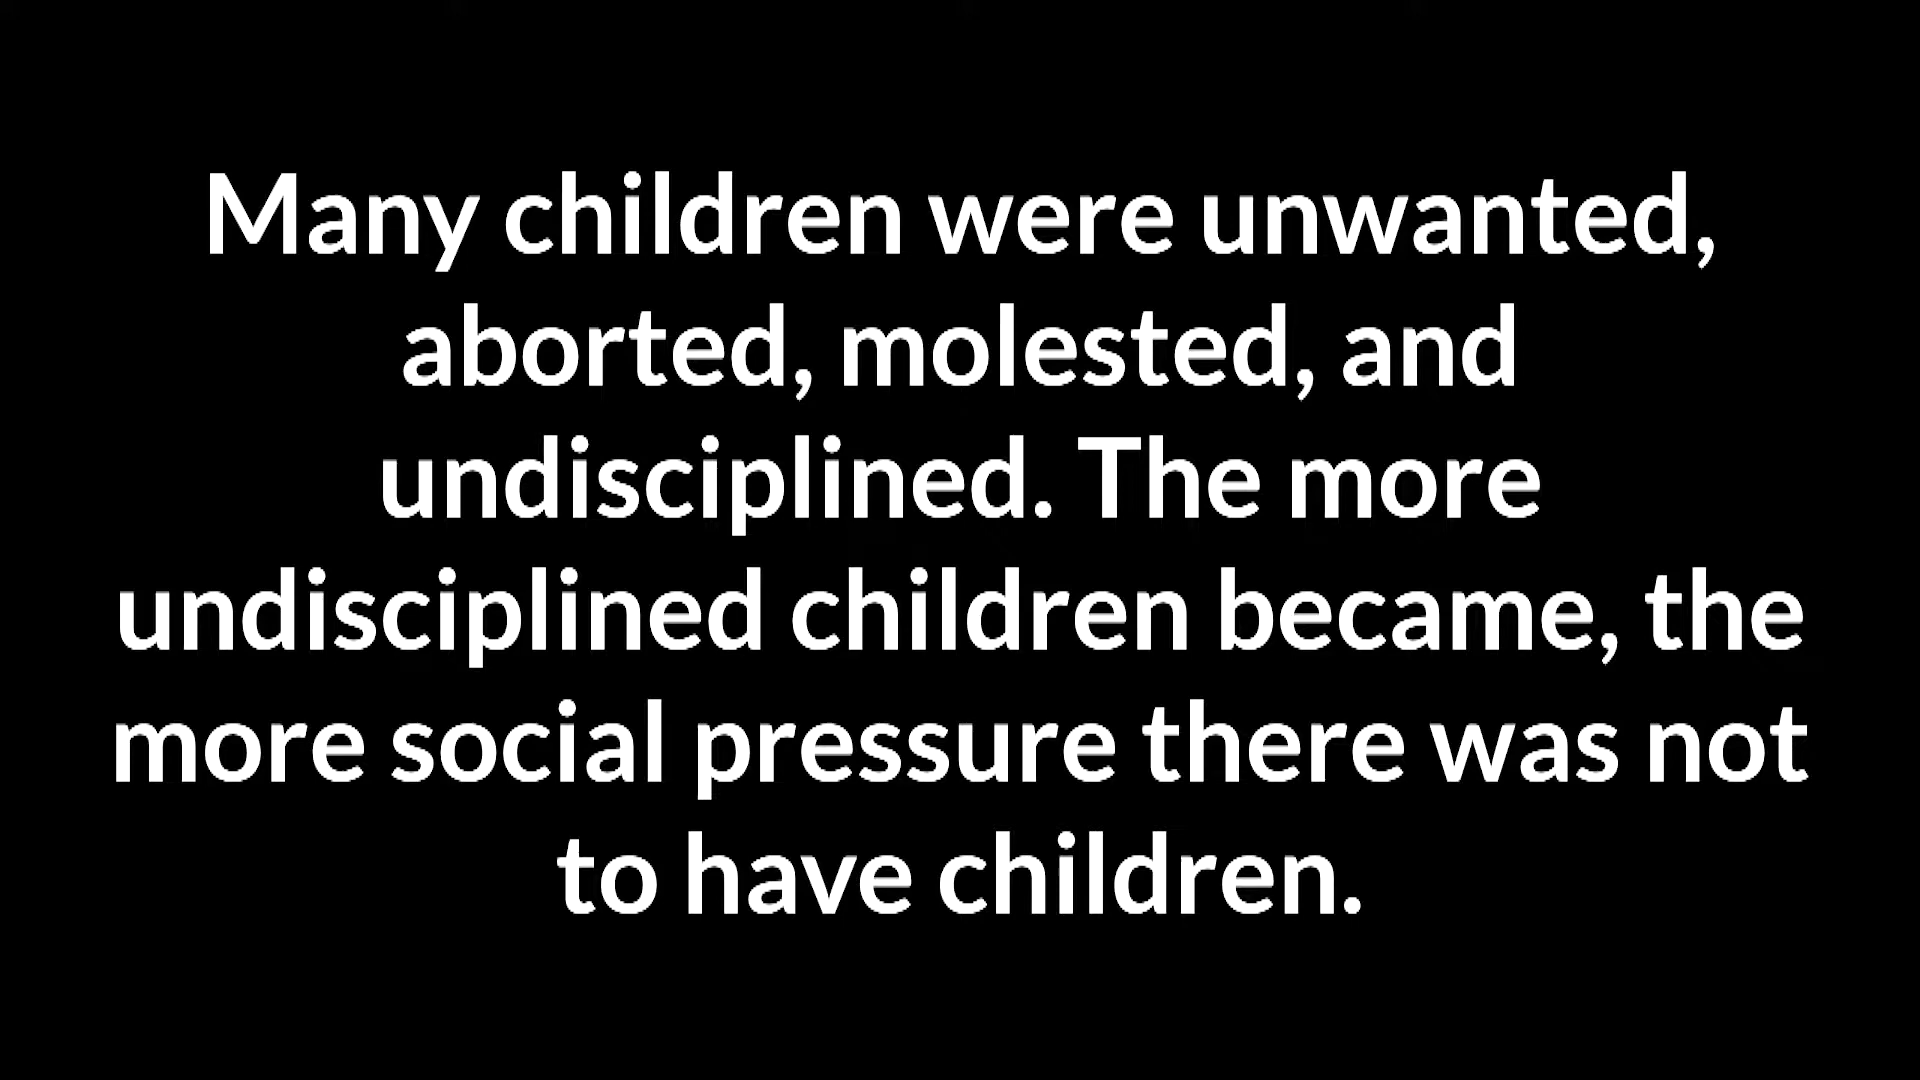 Many children were unwanted,
aborted, molested, and
undisciplined. The more
undisciplined children became, the
more social pressure there was not
to have children.